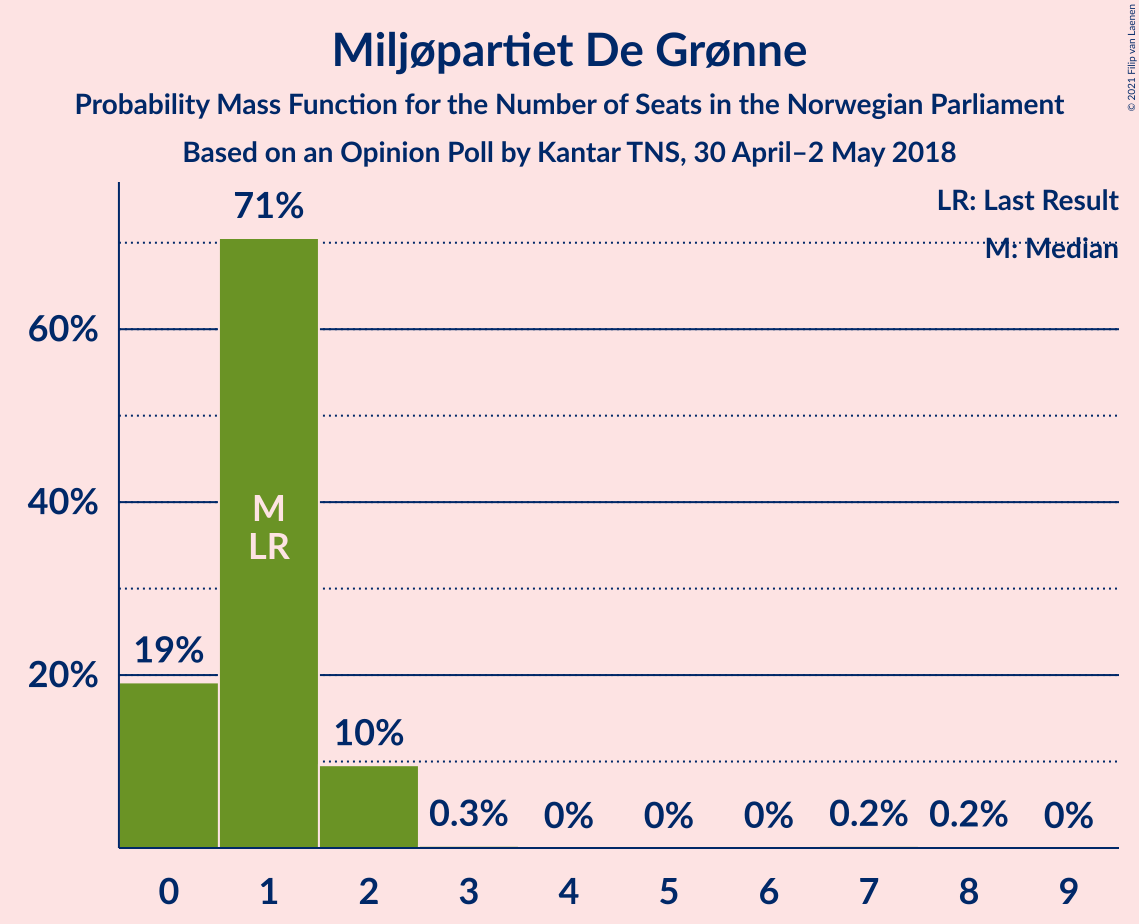 Miljøpartiet De Grønne
Probability Mass Function for the Number of Seats in the Norwegian Parliament
Based on an Opinion Poll by Kantar TNS, 30 April–2 May 2018
© 2021 Filip van Laenen
LR: Last Result
M: Median
71%
60%
40%
M
LR
19%
20%
10%
0.3% 0% 0% 0% 0.2% 0.2% 0%
0 1 2 3 4 5 6 7 8 9